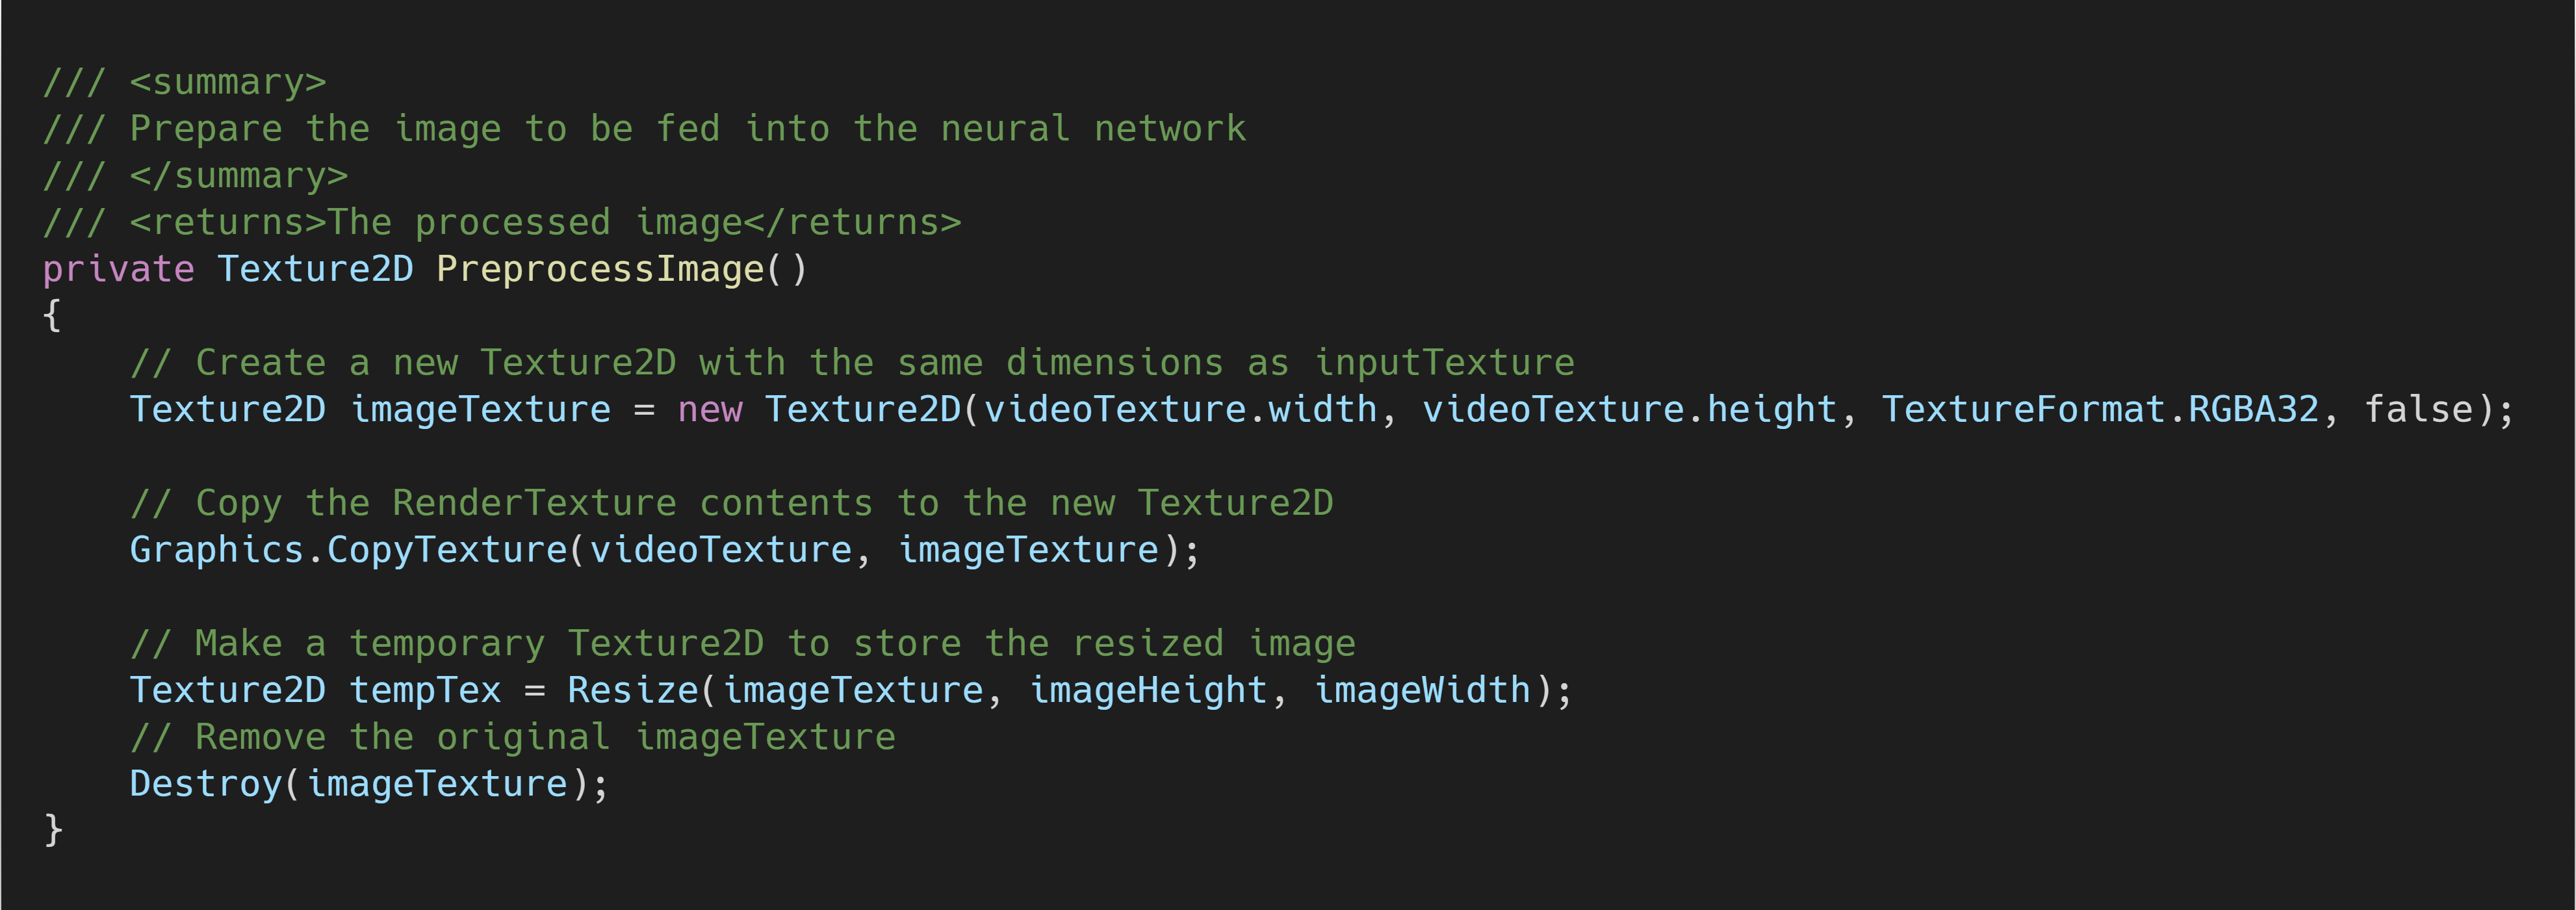 /// <summary>
/// Prepare the image to be fed into the neural network
/// </summary>
/// <returns>The processed image</returns>
private Texture2D PreprocessImage()
{
    // Create a new Texture2D with the same dimensions as inputTexture
    Texture2D imageTexture = new Texture2D(videoTexture.width, videoTexture.height, TextureFormat.RGBA32, false);

    // Copy the RenderTexture contents to the new Texture2D
    Graphics.CopyTexture(videoTexture, imageTexture);

    // Make a temporary Texture2D to store the resized image
    Texture2D tempTex = Resize(imageTexture, imageHeight, imageWidth);
    // Remove the original imageTexture
    Destroy(imageTexture);
}